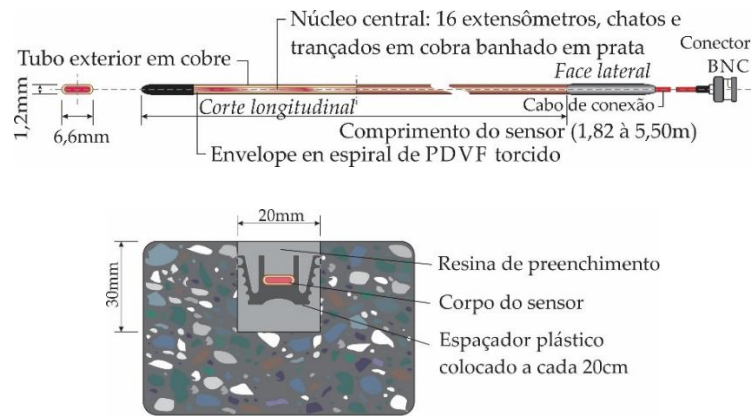 Núcleo central: 16 extensômetros, chatos e
trançados em cobra banhado em prata
Tubo exterior em cobre
Conector
BNC
Face lateral
1,2mm
6,6mm
Corte longitudinal
Cabo de conexão
Comprimento do sensor (1,82 à 5,50m)
Envelope en espiral de PDVF torcido
20mm
30mm
Resina de preenchimento
Corpo do sensor
Espaçador plástico
colocado a cada 20cm